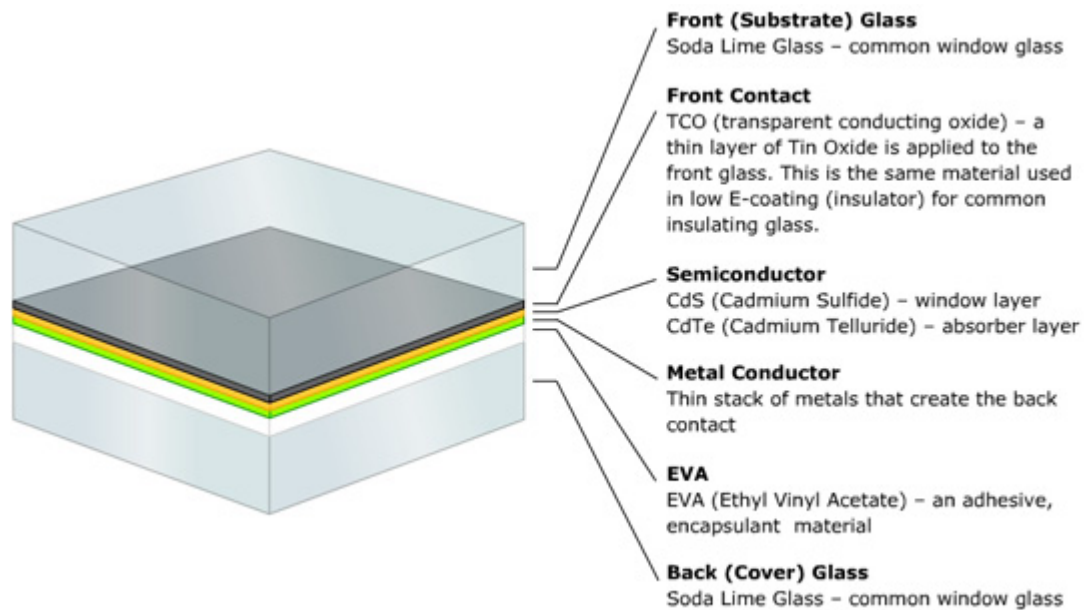 Front (Substrate) Glass
Soda Lime Glass – common window glass
Front Contact
TCO (transparent conducting oxide) – a
thin layer of Tin Oxide is applied to the
front glass. This is the same material used
in low E-coating (insulator) for common
insulating glass.
Semiconductor
CdS (Cadmium Sulfide) – window layer
CdTe (Cadmium Telluride) – absorber layer
Metal Conductor
Thin stack of metals that create the back
contact
EVA
EVA (Ethyl Vinyl Acetate) – an adhesive,
encapsulant material
Back (Cover) Glass
Soda Lime Glass – common window glass